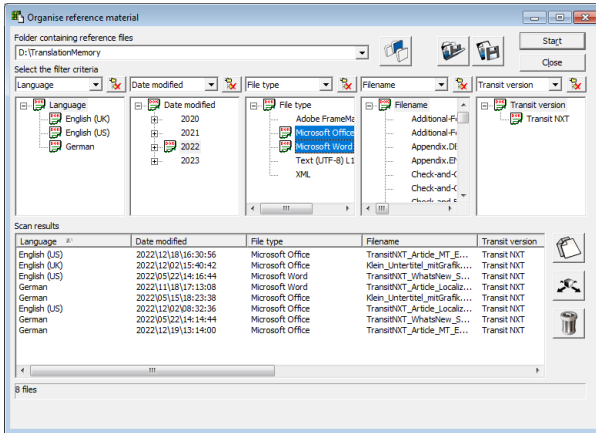 Organise reference material
Folder containing reference files
D:\TranslationMemory
Start
Close
Select the filter criteria
Language Date modified File type Filename Transit version
Language Date modified File type Filename Transit version
English (UK) 2020 Adobe FrameMa Additional-F Transit NXT
English (US) 2021 Microsoft Office Additional-F
German 2022 Microsoft Word Appendix.DE
2023 Text (UTF-8) L1 Appendix.EN
XML Check-and-C
Check-and-C
Scan results
Language Date modified File type Filename Transit version
English (US) 2022\12\18\16:30:56 Microsoft Office TransitNXT_Article_MT_E... Transit NXT
English (UK) 2022\12\02\15:40:42 Microsoft Office Klein_Untertitel_mitGrafik.... Transit NXT
English (US) 2022\05\22\14:16:44 Microsoft Word TransitNXT_WhatsNew_S... Transit NXT
German 2022\11\18\17:13:08 Microsoft Word TransitNXT_Article_Localiz... Transit NXT
German 2022\05\15\18:23:38 Microsoft Office Klein_Untertitel_mitGrafik.... Transit NXT
English (US) 2022\12\02\08:32:36 Microsoft Office TransitNXT_Article_Localiz... Transit NXT
German 2022\05\22\14:14:44 Microsoft Office TransitNXT_WhatsNew_S... Transit NXT
German 2022\12\19\13:14:00 Microsoft Office TransitNXT_Article_MT_E... Transit NXT
8 files